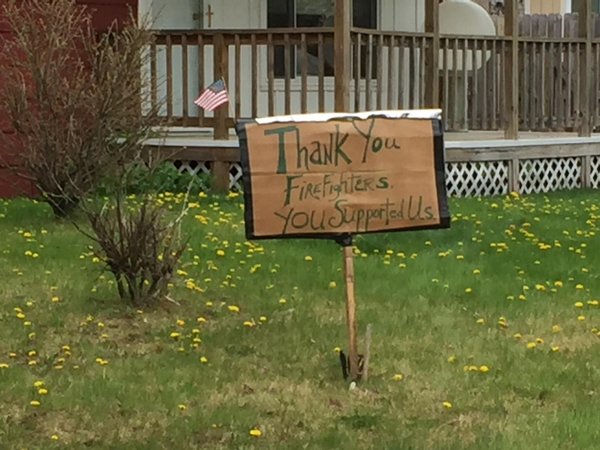 Thank You
FireFighters.
You Supported Us.